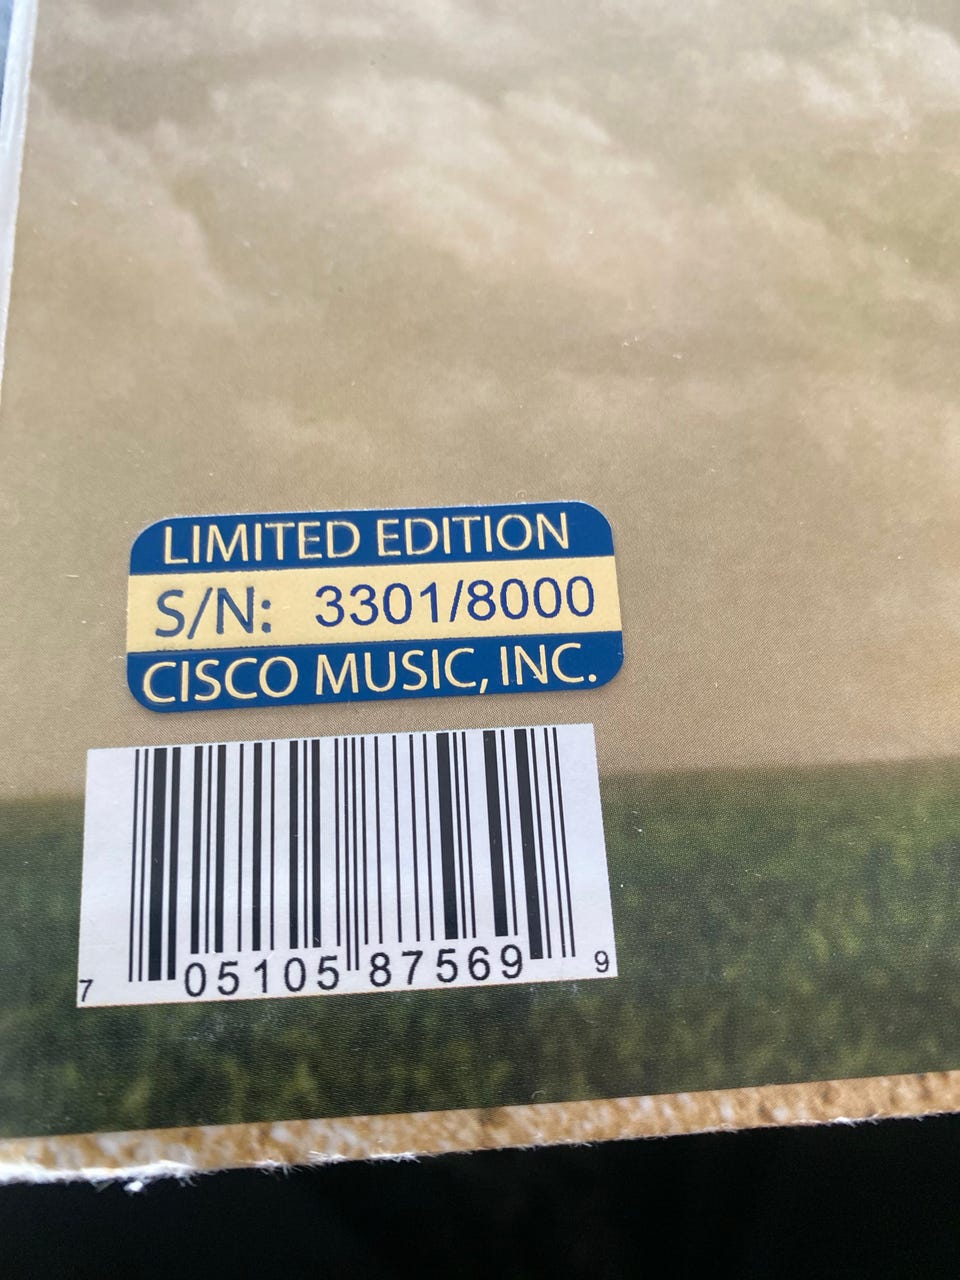 LIMITED EDITION
S/N: 3301/8000
CISCO MUSIC, INC.
7 05105 87569 9